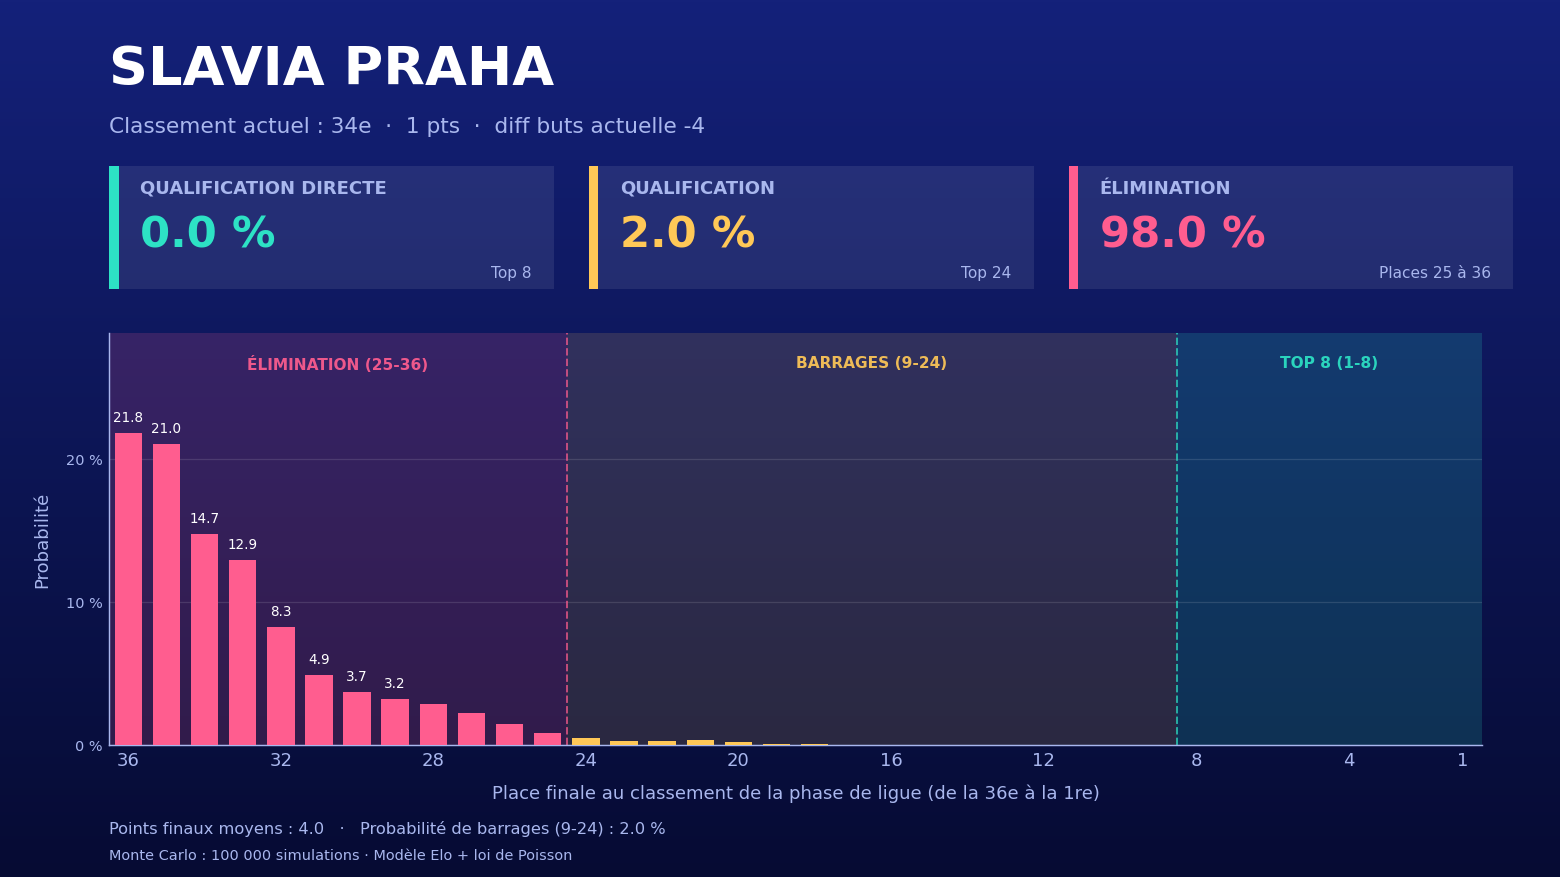 SLAVIA PRAHA
Classement actuel : 34e · 1 pts · diff buts actuelle -4
QUALIFICATION DIRECTE
0.0 %
Top 8
QUALIFICATION
2.0 %
Top 24
ÉLIMINATION
98.0 %
Places 25 à 36
ÉLIMINATION (25-36)
BARRAGES (9-24)
TOP 8 (1-8)
21.8
21.0
14.7
12.9
8.3
4.9
3.7
3.2
20 %
10 %
0 %
Probabilité
36 32 28 24 20 16 12 8 4 1
Place finale au classement de la phase de ligue (de la 36e à la 1re)
Points finaux moyens : 4.0 · Probabilité de barrages (9-24) : 2.0 %
Monte Carlo : 100 000 simulations · Modèle Elo + loi de Poisson